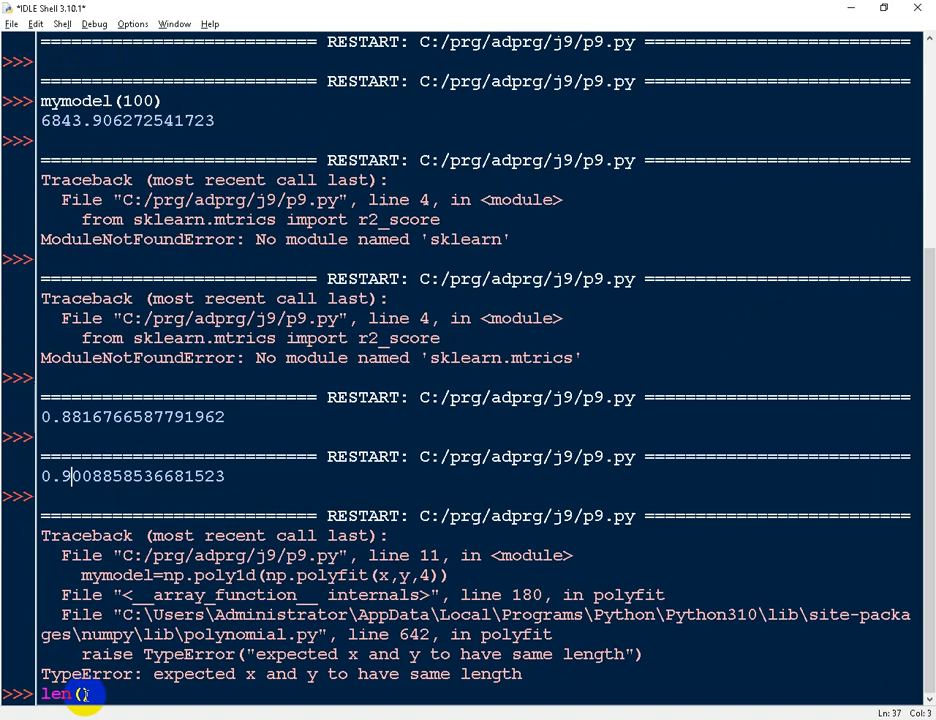 *IDLE Shell 3.10.1*
File Edit Shell Debug Options Window Help
=========================== RESTART: C:/prg/adprg/j9/p9.py ==========================
>>>
=========================== RESTART: C:/prg/adprg/j9/p9.py ==========================
>>> mymodel(100)
6843.906272541723
>>>
=========================== RESTART: C:/prg/adprg/j9/p9.py ==========================
Traceback (most recent call last):
File "C:/prg/adprg/j9/p9.py", line 4, in <module>
from sklearn.mtrics import r2_score
ModuleNotFoundError: No module named 'sklearn'
>>>
=========================== RESTART: C:/prg/adprg/j9/p9.py ==========================
Traceback (most recent call last):
File "C:/prg/adprg/j9/p9.py", line 4, in <module>
from sklearn.mtrics import r2_score
ModuleNotFoundError: No module named 'sklearn.mtrics'
>>>
=========================== RESTART: C:/prg/adprg/j9/p9.py ==========================
0.8816766587791962
>>>
=========================== RESTART: C:/prg/adprg/j9/p9.py ==========================
0.9008858536681523
>>>
=========================== RESTART: C:/prg/adprg/j9/p9.py ==========================
Traceback (most recent call last):
File "C:/prg/adprg/j9/p9.py", line 11, in <module>
mymodel=np.poly1d(np.polyfit(x,y,4))
File "<__array_function__ internals>", line 180, in polyfit
File "C:\Users\Administrator\AppData\Local\Programs\Python\Python310\lib\site-packa
ges\numpy\lib\polynomial.py", line 642, in polyfit
raise TypeError("expected x and y to have same length")
TypeError: expected x and y to have same length
>>> len()
Ln: 37 Col: 3